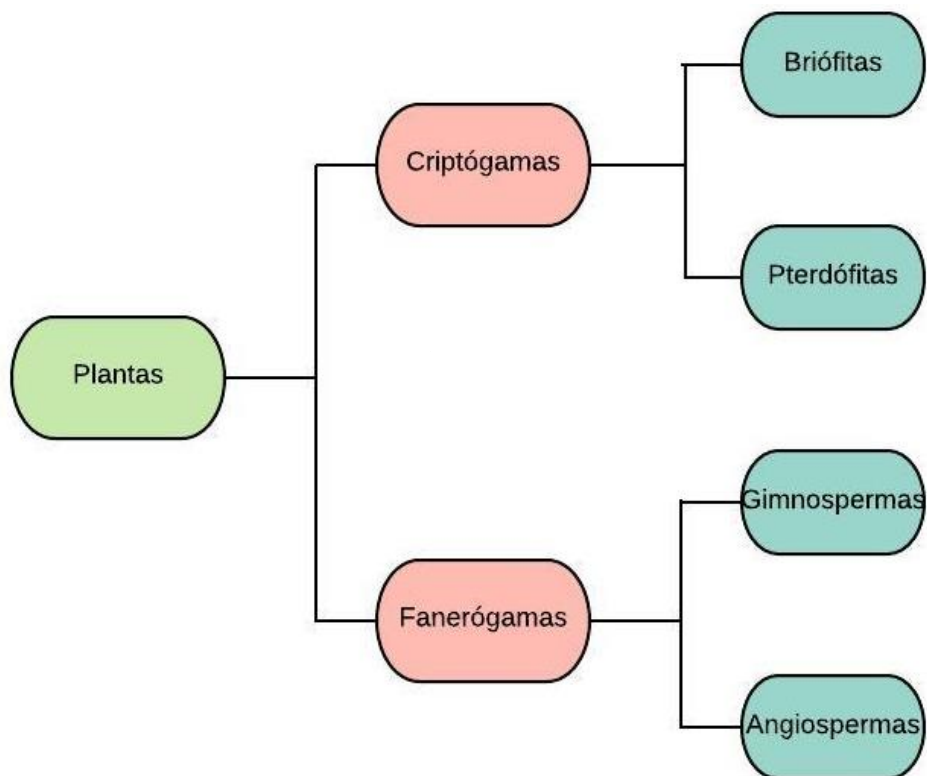 Briófitas
Criptógamas
Pterdófitas
Plantas
Gimnospermas
Fanerógamas
Angiospermas